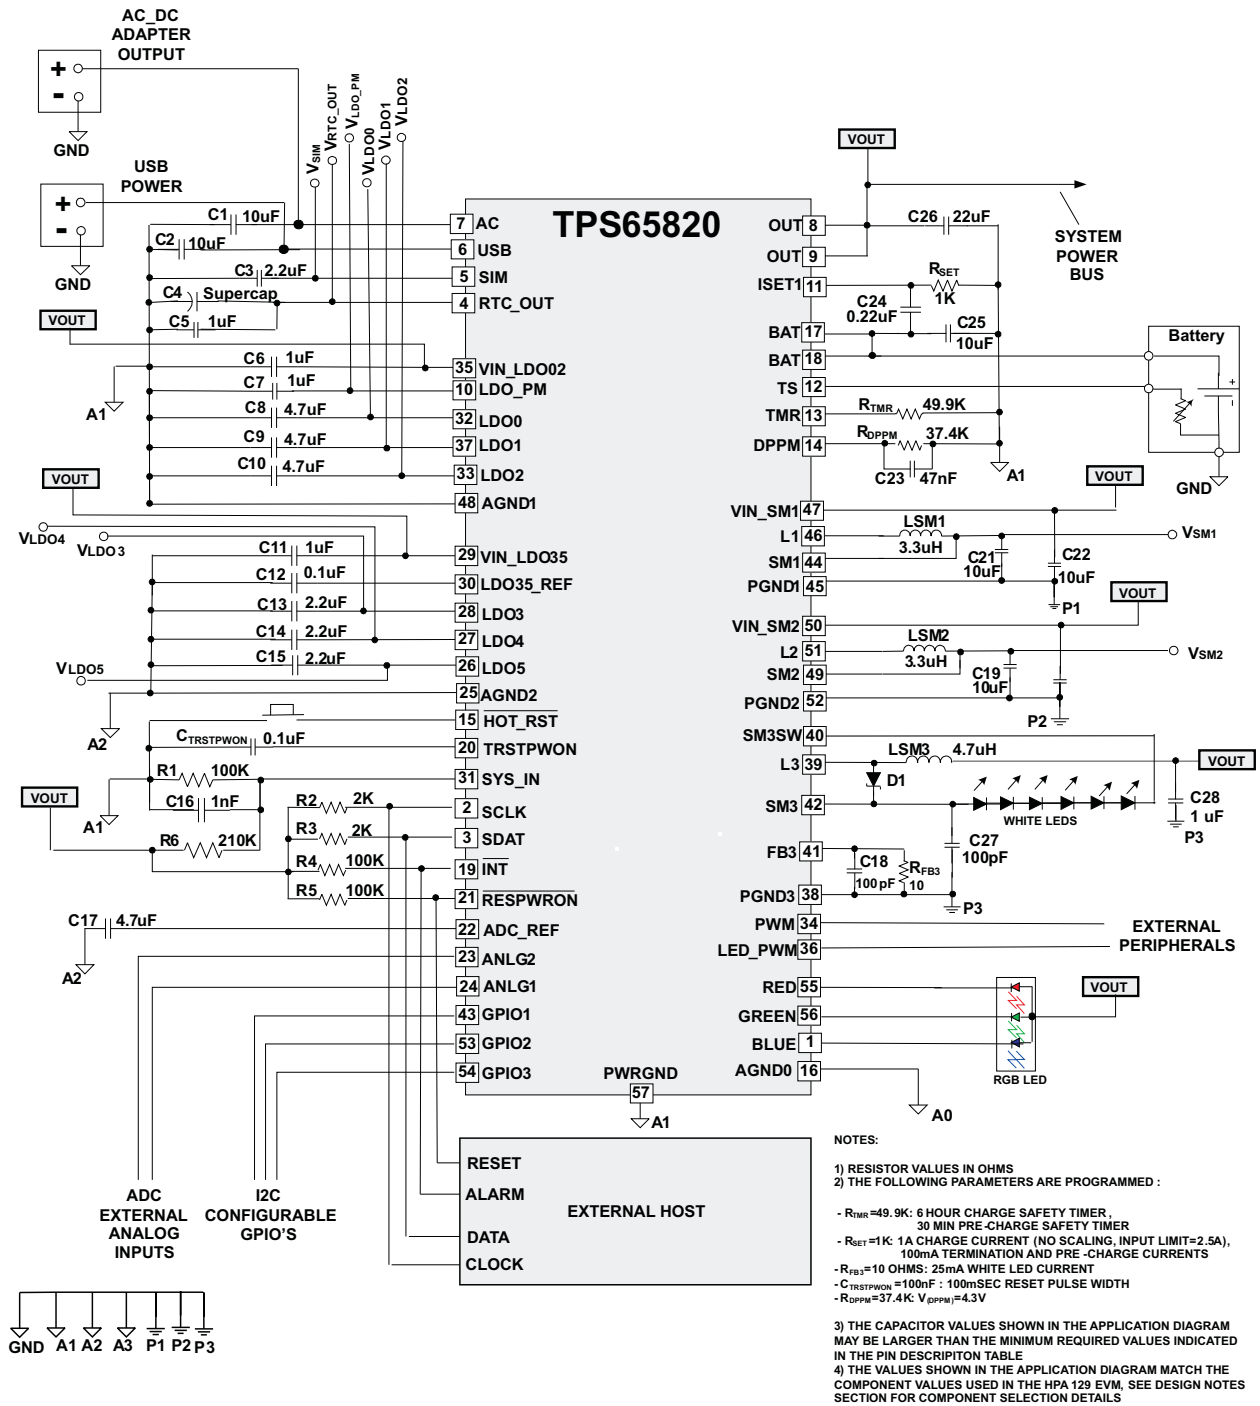 AC_DC
ADAPTER
OUTPUT
+
-
GND
USB
POWER
+
-
GND
VSIM
VRTC_OUT
VLDO_PM
VLDO0
VLDO1
VLDO2
TPS65820
C1 10uF 7 AC
C2 10uF 6 USB
C3 2.2uF 5 SIM
C4 Supercap 4 RTC_OUT
C5 1uF
VOUT
C6 1uF 35 VIN_LDO02
C7 1uF 10 LDO_PM
A1
C8 4.7uF 32 LDO0
C9 4.7uF 37 LDO1
C10 4.7uF 33 LDO2
VOUT
48 AGND1
VLDO4
VLDO3
C11 1uF 29 VIN_LDO35
C12 0.1uF 30 LDO35_REF
C13 2.2uF 28 LDO3
C14 2.2uF 27 LDO4
C15 2.2uF 26 LDO5
VLDO5
25 AGND2
A2
15 HOT_RST
CTRSTPWON 0.1uF 20 TRSTPWON
R1 100K 31 SYS_IN
VOUT
C16 1nF
A1
R2 2K 2 SCLK
R6 210K
R3 2K 3 SDAT
R4 100K 19 INT
R5 100K 21 RESPWRON
C17 4.7uF 22 ADC_REF
A2
23 ANLG2
24 ANLG1
43 GPIO1
53 GPIO2
54 GPIO3
PWRGND
57
A1
VOUT
OUT 8 C26 22uF
SYSTEM
POWER
BUS
OUT 9
ISET1 11 RSET
1K
C24
0.22uF
BAT 17 C25
10uF
Battery
+
-
BAT 18
TS 12
TMR 13 RTMR 49.9K
DPPM 14 RDPPM 37.4K
C23 47nF
A1
GND
VOUT
VIN_SM1 47
L1 46 LSM1
3.3uH
VSM1
SM1 44
C21
10uF
C22
10uF
PGND1 45
P1
VOUT
VIN_SM2 50
L2 51 LSM2
3.3uH
VSM2
SM2 49
C19
10uF
PGND2 52
P2
SM3SW 40
L3 39 LSM3 4.7uH
VOUT
D1
SM3 42
WHITE LEDS
C28
1 uF
P3
C27
100pF
FB3 41
C18
100pF
RFB3
10
PGND3 38
P3
PWM 34
LED_PWM 36
EXTERNAL
PERIPHERALS
RED 55
VOUT
GREEN 56
BLUE 1
RGB LED
AGND0 16
A0
RESET
ALARM
EXTERNAL HOST
DATA
CLOCK
ADC
EXTERNAL
ANALOG
INPUTS
I2C
CONFIGURABLE
GPIO'S
GND A1 A2 A3 P1 P2 P3
NOTES:
1) RESISTOR VALUES IN OHMS
2) THE FOLLOWING PARAMETERS ARE PROGRAMMED :
- RTMR=49.9K: 6 HOUR CHARGE SAFETY TIMER ,
30 MIN PRE-CHARGE SAFETY TIMER
- RSET =1K: 1A CHARGE CURRENT (NO SCALING, INPUT LIMIT=2.5A),
100mA TERMINATION AND PRE -CHARGE CURRENTS
- RFB3=10 OHMS: 25mA WHITE LED CURRENT
- CTRSTPWON =100nF : 100mSEC RESET PULSE WIDTH
- RDPPM=37.4K: V(DPPM)=4.3V
3) THE CAPACITOR VALUES SHOWN IN THE APPLICATION DIAGRAM
MAY BE LARGER THAN THE MINIMUM REQUIRED VALUES INDICATED
IN THE PIN DESCRIPITON TABLE
4) THE VALUES SHOWN IN THE APPLICATION DIAGRAM MATCH THE
COMPONENT VALUES USED IN THE HPA 129 EVM, SEE DESIGN NOTES
SECTION FOR COMPONENT SELECTION DETAILS